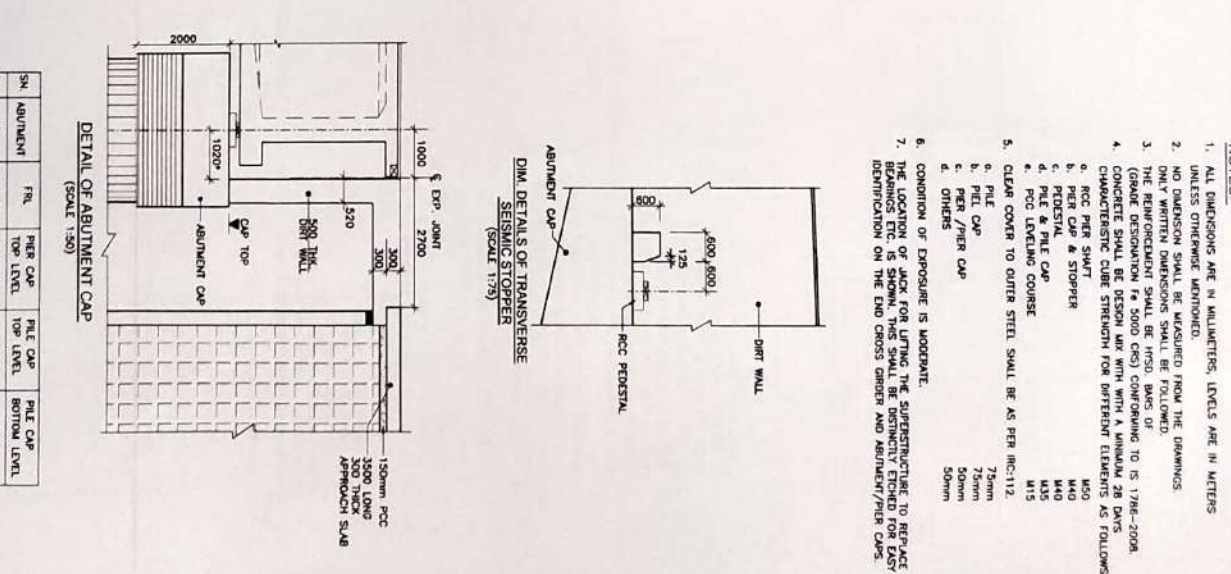 1. ALL DIMENSIONS ARE IN MILLIMETERS, LEVELS ARE IN METERS
UNLESS OTHERWISE MENTIONED.
2. NO DIMENSION SHALL BE MEASURED FROM THE DRAWINGS.
ONLY WRITTEN DIMENSIONS SHALL BE FOLLOWED.
3. THE REINFORCEMENT SHALL BE HYSD BARS OF
(GRADE DESIGNATION Fe 500D CRS) CONFORMING TO IS 1786-2008.
4. CONCRETE SHALL BE DESIGN MIX WITH WITH A MINIMUM 28 DAYS
CHARACTERISTIC CUBE STRENGTH FOR DIFFERENT ELEMENTS AS FOLLOWS
a. RCC PIER SHAFT M50
b. PIER CAP & STOPPER M40
c. PEDESTAL M40
d. PILE & PILE CAP M35
e. PCC LEVELING COURSE M15
5. CLEAR COVER TO OUTER STEEL SHALL BE AS PER IRC:112.
a. PILE 75mm
b. PIEL CAP 75mm
c. PIER /PIER CAP 50mm
d. OTHERS 50mm
6. CONDITION OF EXPOSURE IS MODERATE.
7. THE LOCATION OF JACK FOR LIFTING THE SUPERSTRUCTURE TO REPLACE
BEARINGS ETC. IS SHOWN. THIS SHALL BE DISTINCTLY ETCHED FOR EASY
IDENTIFICATION ON THE END CROSS GIRDER AND ABUTMENT/PIER CAPS.
DIRT WALL
600 600
125
600
RCC PEDESTAL
ABUTMENT CAP
DIM. DETAILS OF TRANSVERSE
SEISMIC STOPPER
(SCALE 1:75)
℄ EXP. JOINT
1000
2700
300
300
520
500 THK.
DIRT WALL
1020*
CAP TOP
ABUTMENT CAP
2000
150mm PCC
3500 LONG
300 THICK
APPROACH SLAB
DETAIL OF ABUTMENT CAP
(SCALE 1:50)
SN. ABUTMENT FRL PIER CAP TOP LEVEL PILE CAP TOP LEVEL PILE CAP BOTTOM LEVEL